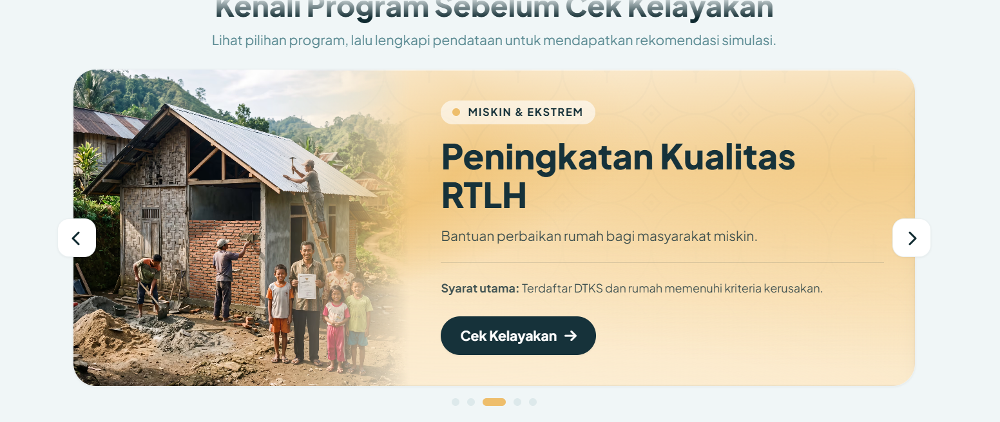 Kenali Program Sebelum Cek Kelayakan
Lihat pilihan program, lalu lengkapi pendataan untuk mendapatkan rekomendasi simulasi.
MISKIN & EKSTREM
Peningkatan Kualitas
RTLH
Bantuan perbaikan rumah bagi masyarakat miskin.
Syarat utama: Terdaftar DTKS dan rumah memenuhi kriteria kerusakan.
Cek Kelayakan →